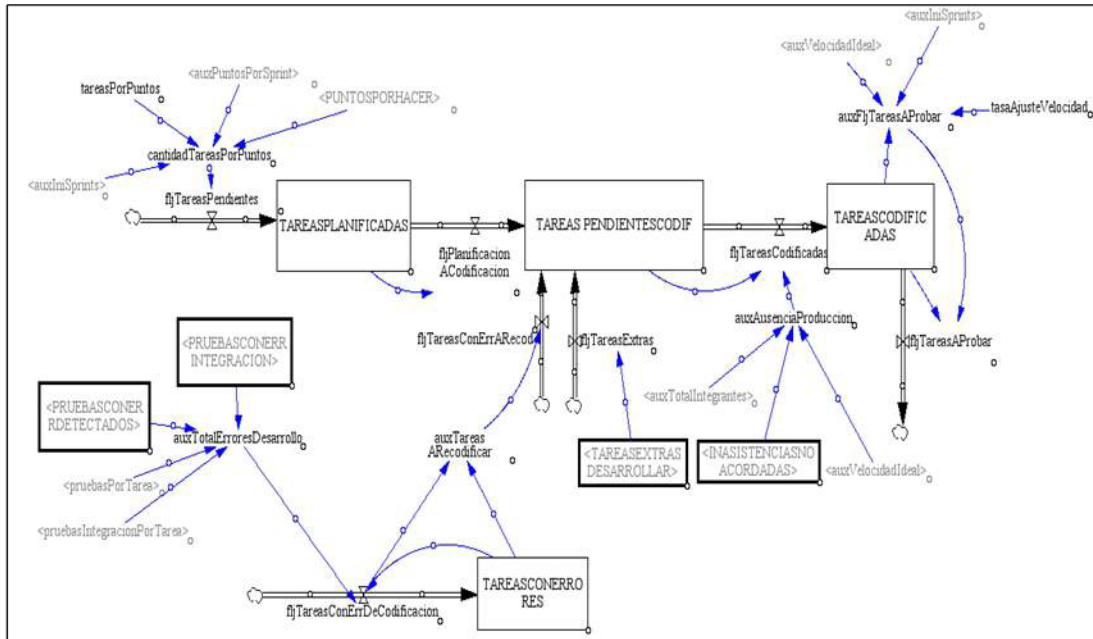 <auxIniSprints>
<auxVelocidadIdeal>
<auxPuntosPorSprint>
tareasPorPuntos
<PUNTOSPORHACER>
tasaAjusteVelocidad
auxFljTareasAProbar
cantidadTareasPorPuntos
<auxIniSprints>
fljTareasPendientes
TAREASPLANIFICADAS
TAREAS PENDIENTESCODIF
TAREASCODIFIC
ADAS
fljPlanificacion
ACodificacion
fljTareasCodificadas
auxAusenciaProduccion
fljTareasConErrARecod
fljTareasExtras
fljTareasAProbar
<PRUEBASCONERR
INTEGRACION>
<PRUEBASCONER
RDETECTADOS>
auxTotalErroresDesarrollo
auxTareas
ARecodificar
<auxTotalIntegrantes>
<TAREASEXTRAS
DESARROLLAR>
<INASISTENCIASNO
ACORDADAS>
<auxVelocidadIdeal>
<pruebasPorTarea>
<pruebasIntegracionPorTarea>
TAREASCONERRO
RES
fljTareasConErrDeCodificacion